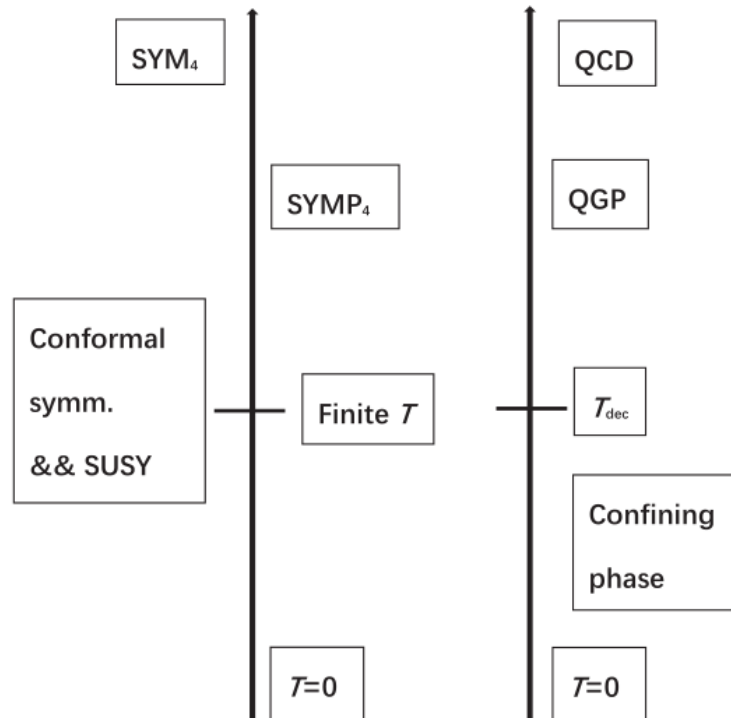 SYM₄
QCD
SYMP₄
QGP
Conformal
symm.
&& SUSY
Finite T
T_dec
Confining
phase
T=0
T=0